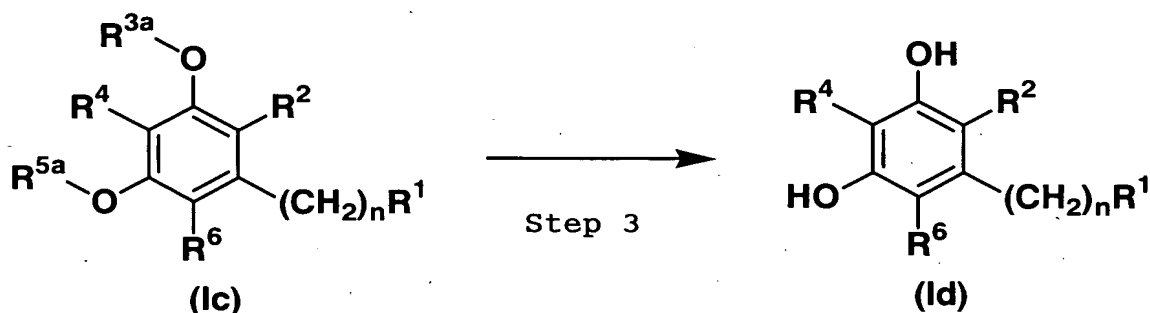 R³ᵃ
O
R⁴
R²
R⁵ᵃ
O
(CH₂)ₙR¹
R⁶
(Ic)
Step 3
OH
R⁴
R²
HO
(CH₂)ₙR¹
R⁶
(Id)